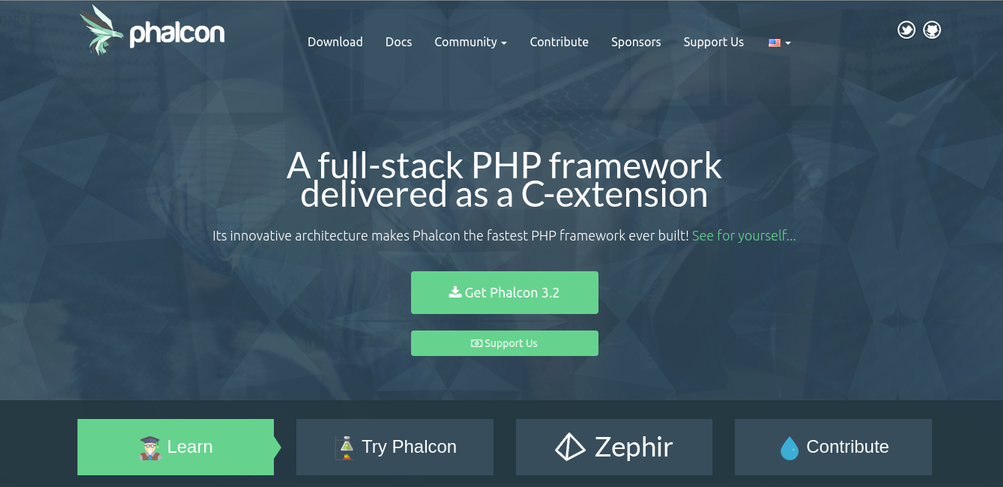 phalcon
Download Docs Community Contribute Sponsors Support Us
A full-stack PHP framework
delivered as a C-extension
Its innovative architecture makes Phalcon the fastest PHP framework ever built! See for yourself...
Get Phalcon 3.2
Support Us
Learn Try Phalcon Zephir Contribute